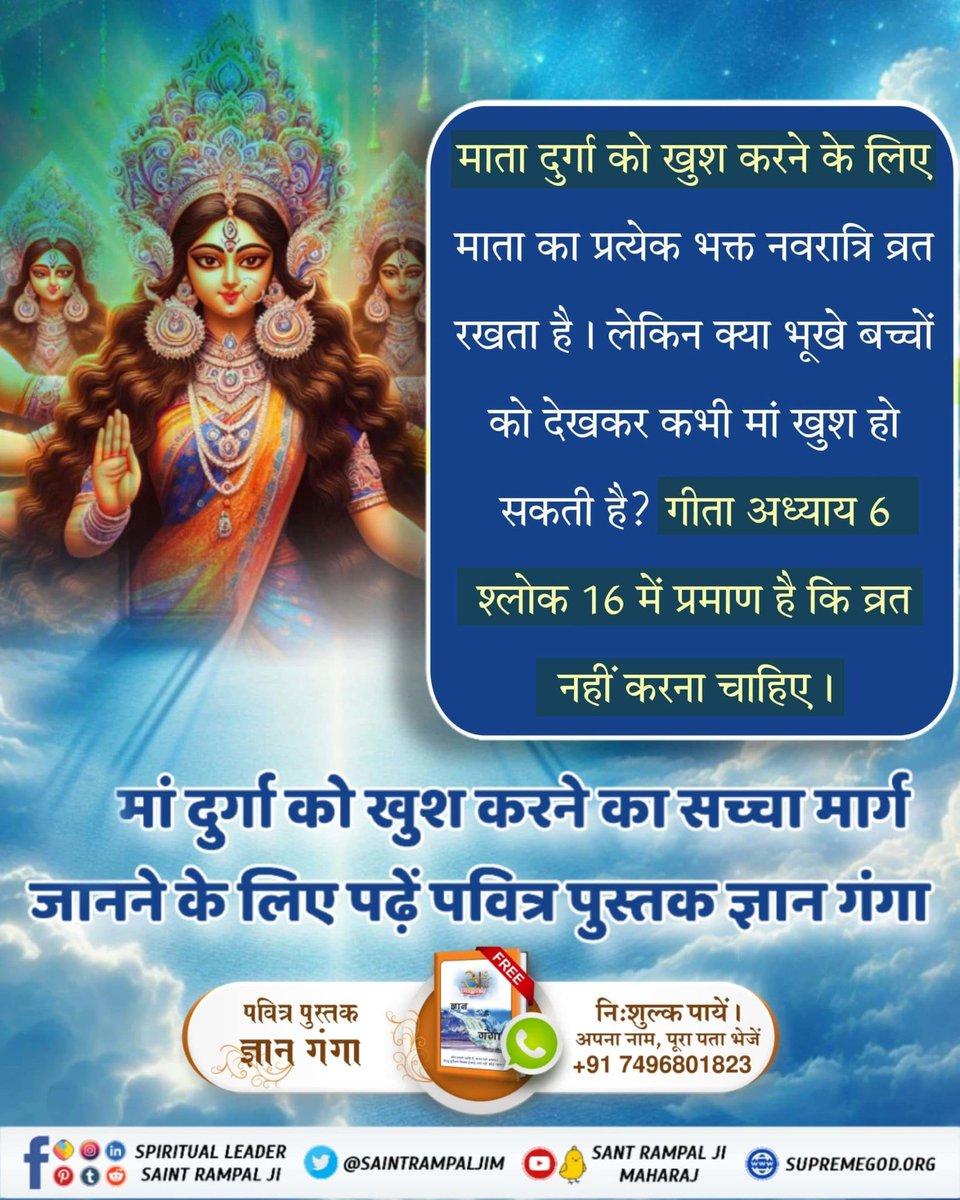 माता दुर्गा को खुश करने के लिए
माता का प्रत्येक भक्त नवरात्रि व्रत
रखता है । लेकिन क्या भूखे बच्चों
को देखकर कभी मां खुश हो
सकती है? गीता अध्याय 6
श्लोक 16 में प्रमाण है कि व्रत
नहीं करना चाहिए ।
मां दुर्गा को खुश करने का सच्चा मार्ग
जानने के लिए पढ़ें पवित्र पुस्तक ज्ञान गंगा
पवित्र पुस्तक
ज्ञान गंगा
FREE
ज्ञान
गंगा
निःशुल्क पायें ।
अपना नाम, पूरा पता भेजें
+91 7496801823
SPIRITUAL LEADER
SAINT RAMPAL JI
@SAINTRAMPALJIM
SANT RAMPAL JI
MAHARAJ
SUPREMEGOD.ORG